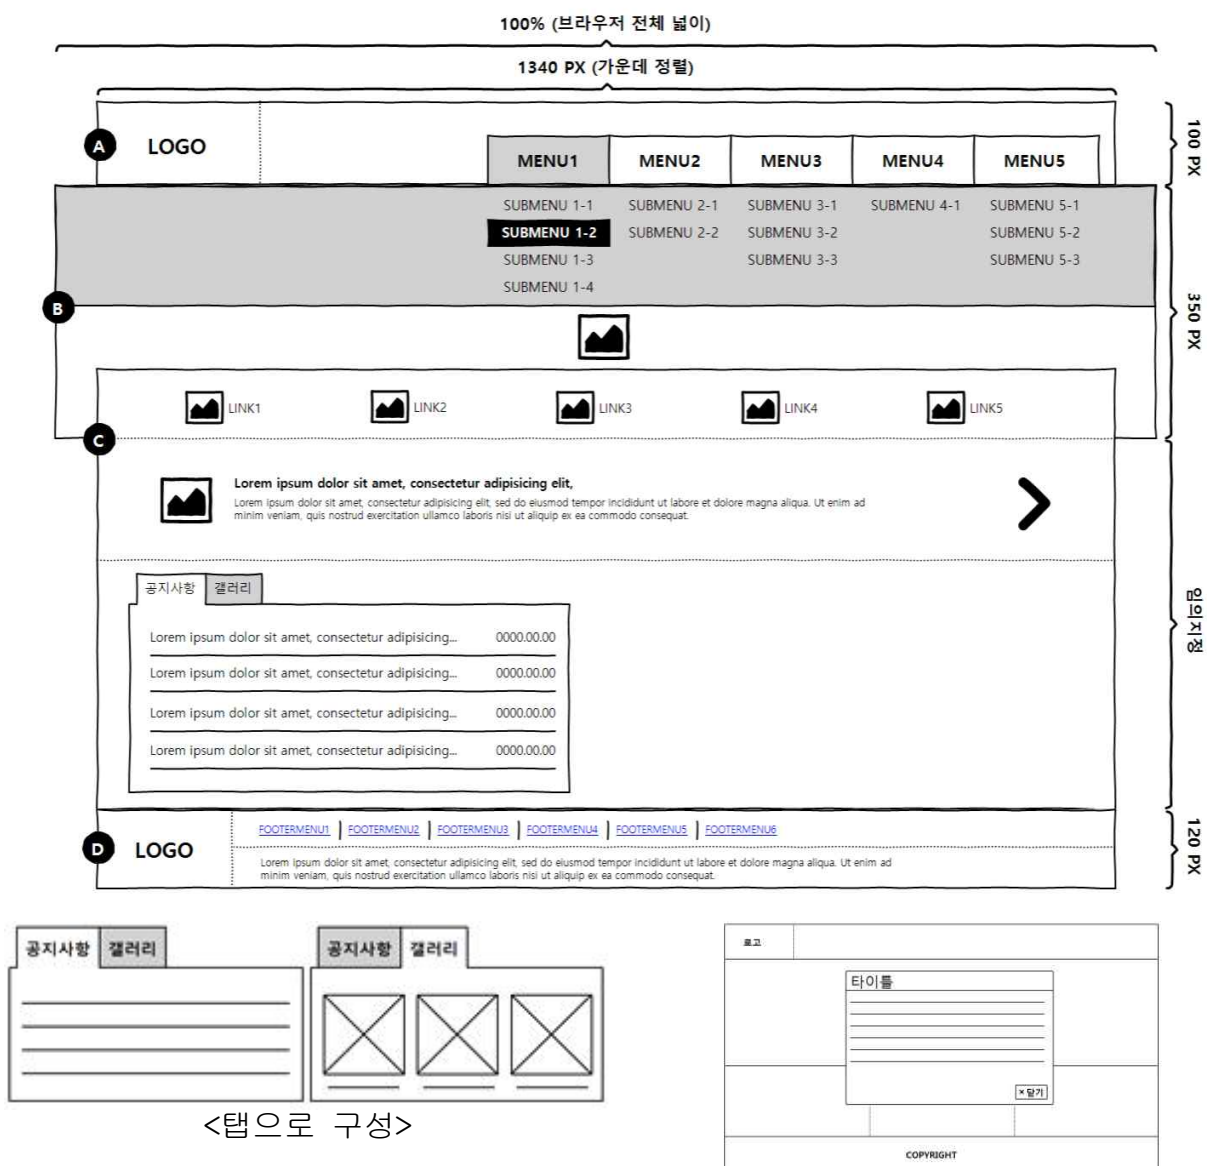 100% (브라우저 전체 넓이)
1340 PX (가운데 정렬)
A
LOGO
MENU1 MENU2 MENU3 MENU4 MENU5
100 PX
SUBMENU 1-1 SUBMENU 2-1 SUBMENU 3-1 SUBMENU 4-1 SUBMENU 5-1
SUBMENU 1-2 SUBMENU 2-2 SUBMENU 3-2 SUBMENU 5-2
SUBMENU 1-3 SUBMENU 3-3 SUBMENU 5-3
SUBMENU 1-4
B
350 PX
LINK1 LINK2 LINK3 LINK4 LINK5
C
Lorem ipsum dolor sit amet, consectetur adipisicing elit,
Lorem ipsum dolor sit amet, consectetur adipisicing elit, sed do eiusmod tempor incididunt ut labore et dolore magna aliqua. Ut enim ad
minim veniam, quis nostrud exercitation ullamco laboris nisi ut aliquip ex ea commodo consequat.
임의지정
공지사항 갤러리
Lorem ipsum dolor sit amet, consectetur adipisicing... 0000.00.00
Lorem ipsum dolor sit amet, consectetur adipisicing... 0000.00.00
Lorem ipsum dolor sit amet, consectetur adipisicing... 0000.00.00
Lorem ipsum dolor sit amet, consectetur adipisicing... 0000.00.00
D
LOGO
FOOTERMENU1 FOOTERMENU2 FOOTERMENU3 FOOTERMENU4 FOOTERMENU5 FOOTERMENU6
Lorem ipsum dolor sit amet, consectetur adipisicing elit, sed do eiusmod tempor incididunt ut labore et dolore magna aliqua. Ut enim ad
minim veniam, quis nostrud exercitation ullamco laboris nisi ut aliquip ex ea commodo consequat.
120 PX
공지사항 갤러리
공지사항 갤러리
<탭으로 구성>
로고
타이틀
×닫기
COPYRIGHT